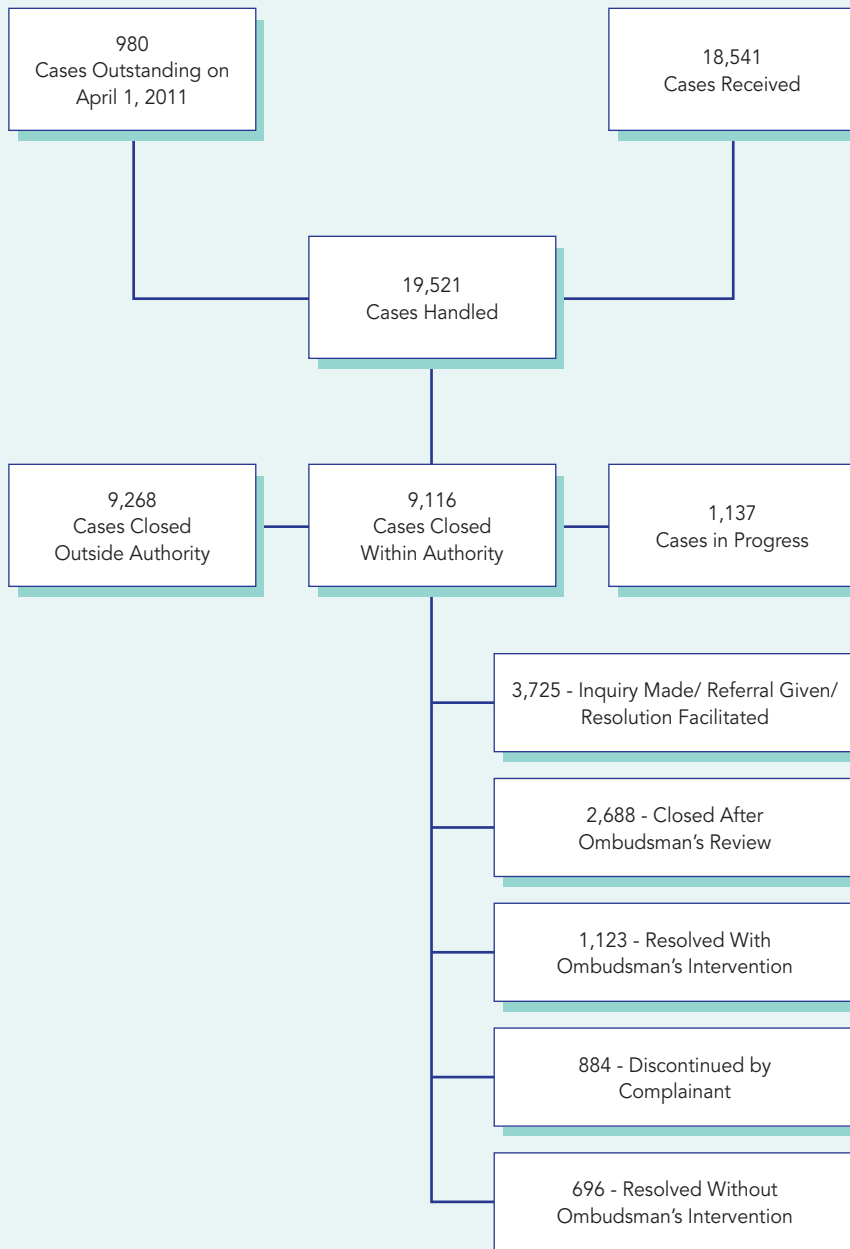 980
Cases Outstanding on
April 1, 2011
18,541
Cases Received
19,521
Cases Handled
9,268
Cases Closed
Outside Authority
9,116
Cases Closed
Within Authority
1,137
Cases in Progress
3,725 - Inquiry Made/ Referral Given/
Resolution Facilitated
2,688 - Closed After
Ombudsman’s Review
1,123 - Resolved With
Ombudsman’s Intervention
884 - Discontinued by
Complainant
696 - Resolved Without
Ombudsman’s Intervention